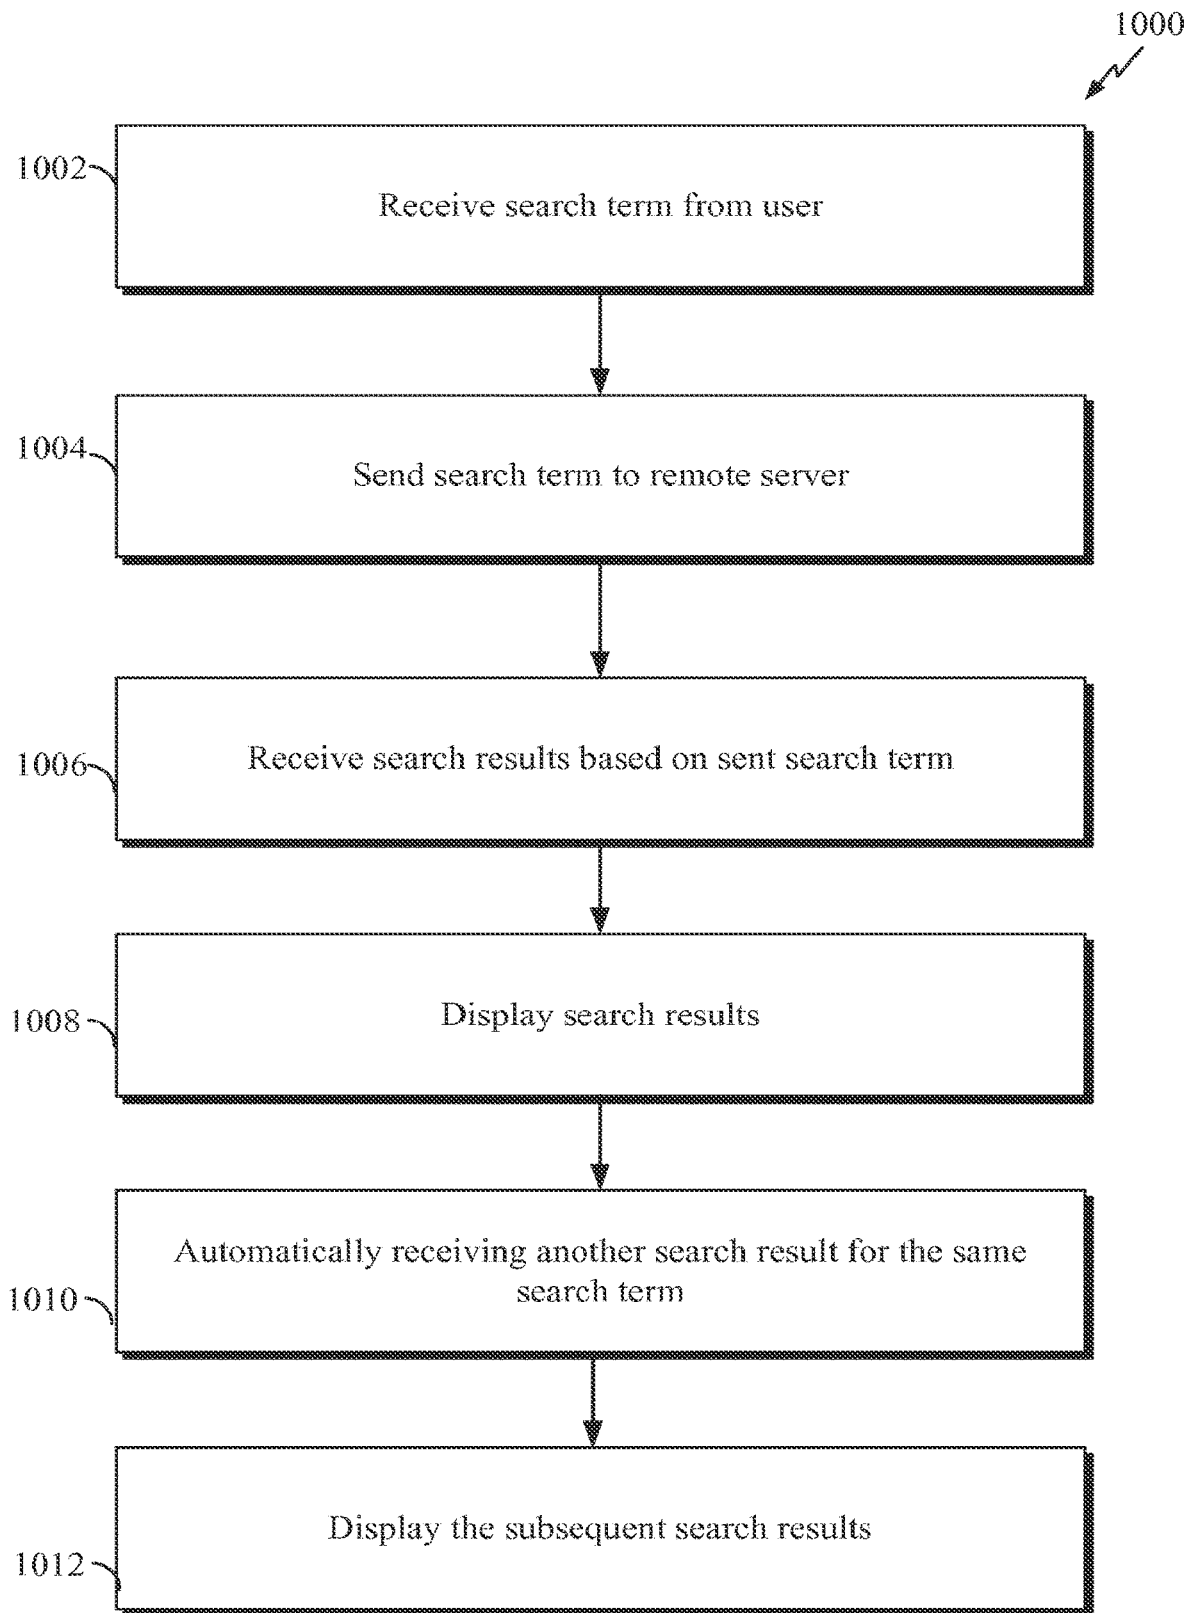 1000
1002
Receive search term from user
1004
Send search term to remote server
1006
Receive search results based on sent search term
1008
Display search results
Automatically receiving another search result for the same
search term
1010
Display the subsequent search results
1012